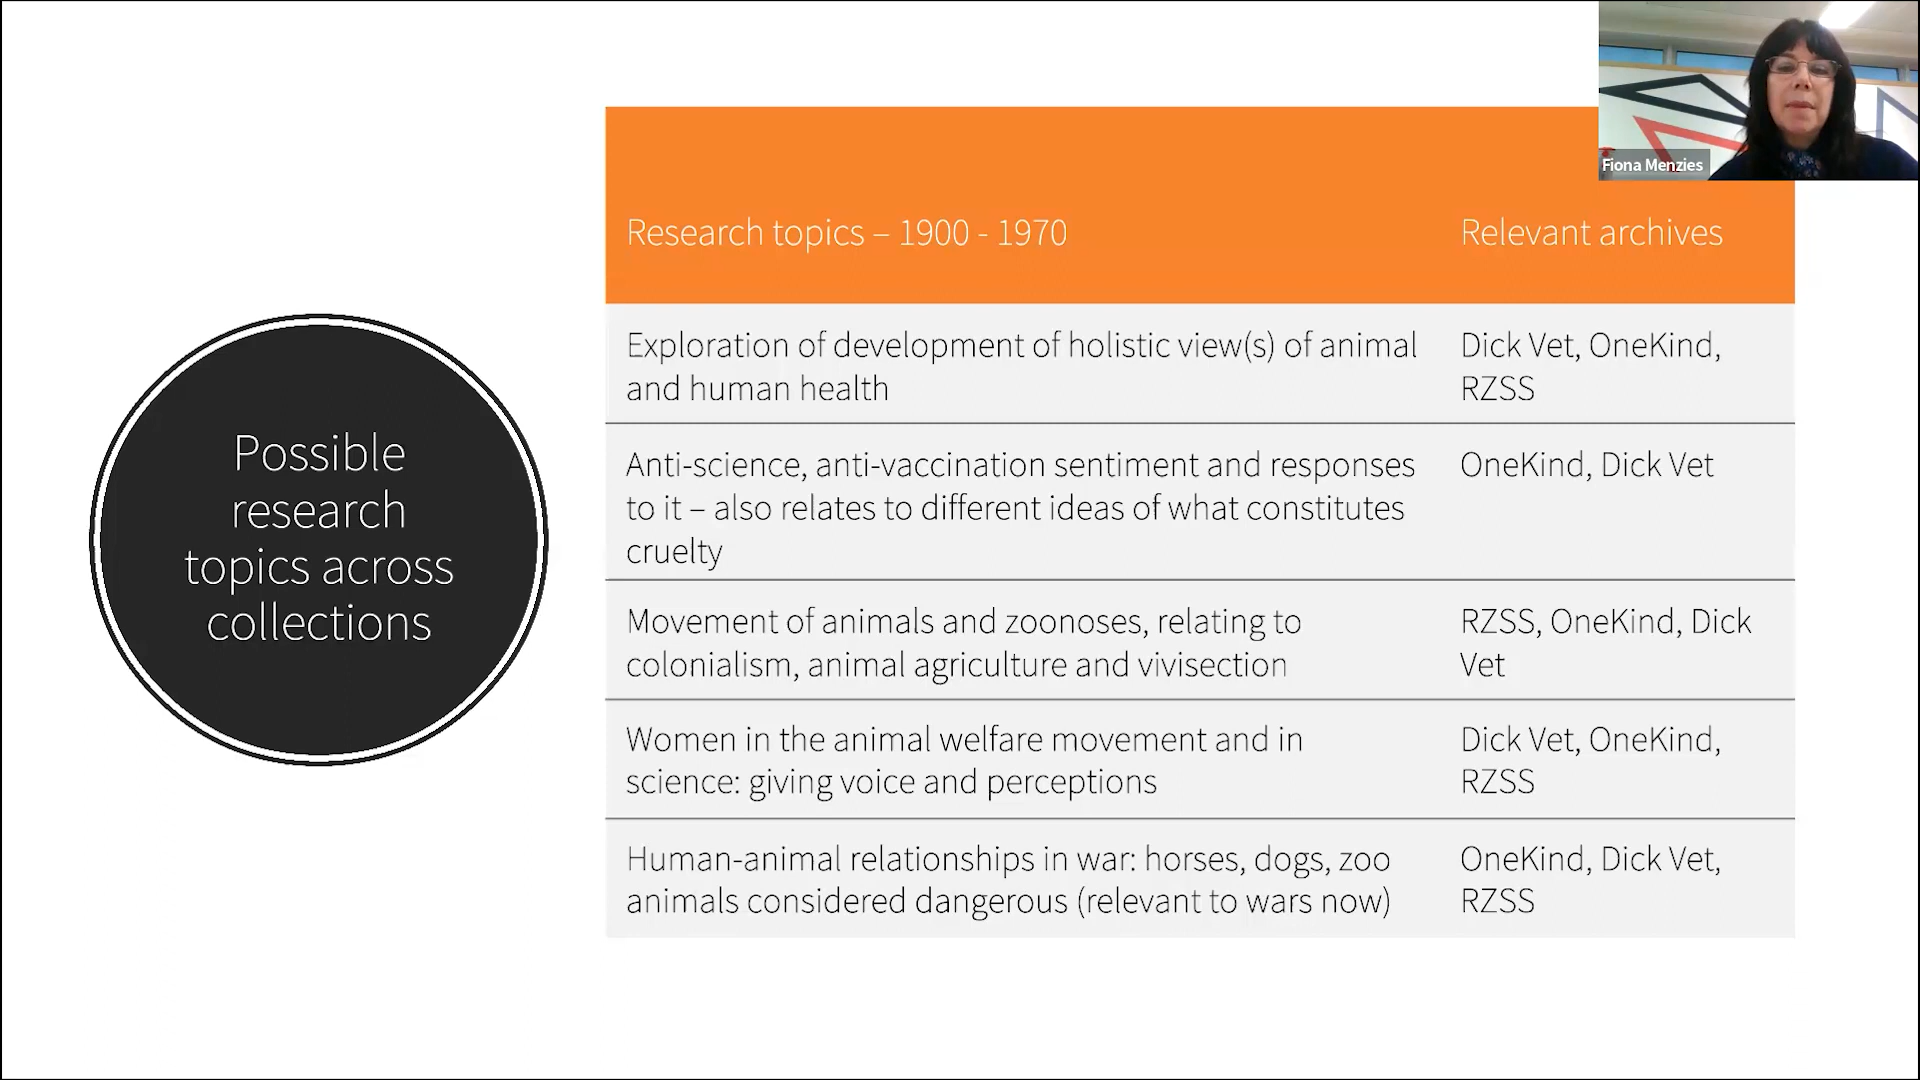 Possible
research
topics across
collections
Research topics – 1900 - 1970
Relevant archives
Exploration of development of holistic view(s) of animal
and human health
Dick Vet, OneKind,
RZSS
Anti-science, anti-vaccination sentiment and responses
to it – also relates to different ideas of what constitutes
cruelty
OneKind, Dick Vet
Movement of animals and zoonoses, relating to
colonialism, animal agriculture and vivisection
RZSS, OneKind, Dick
Vet
Women in the animal welfare movement and in
science: giving voice and perceptions
Dick Vet, OneKind,
RZSS
Human-animal relationships in war: horses, dogs, zoo
animals considered dangerous (relevant to wars now)
OneKind, Dick Vet,
RZSS
Fiona Menzies